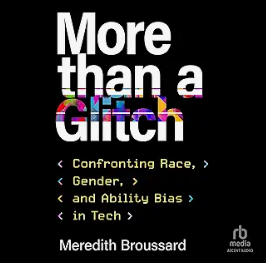 More
than a
Glitch
< Confronting Race, >
< Gender, >
< and Ability Bias >
< in Tech >
Meredith Broussard
rb
media